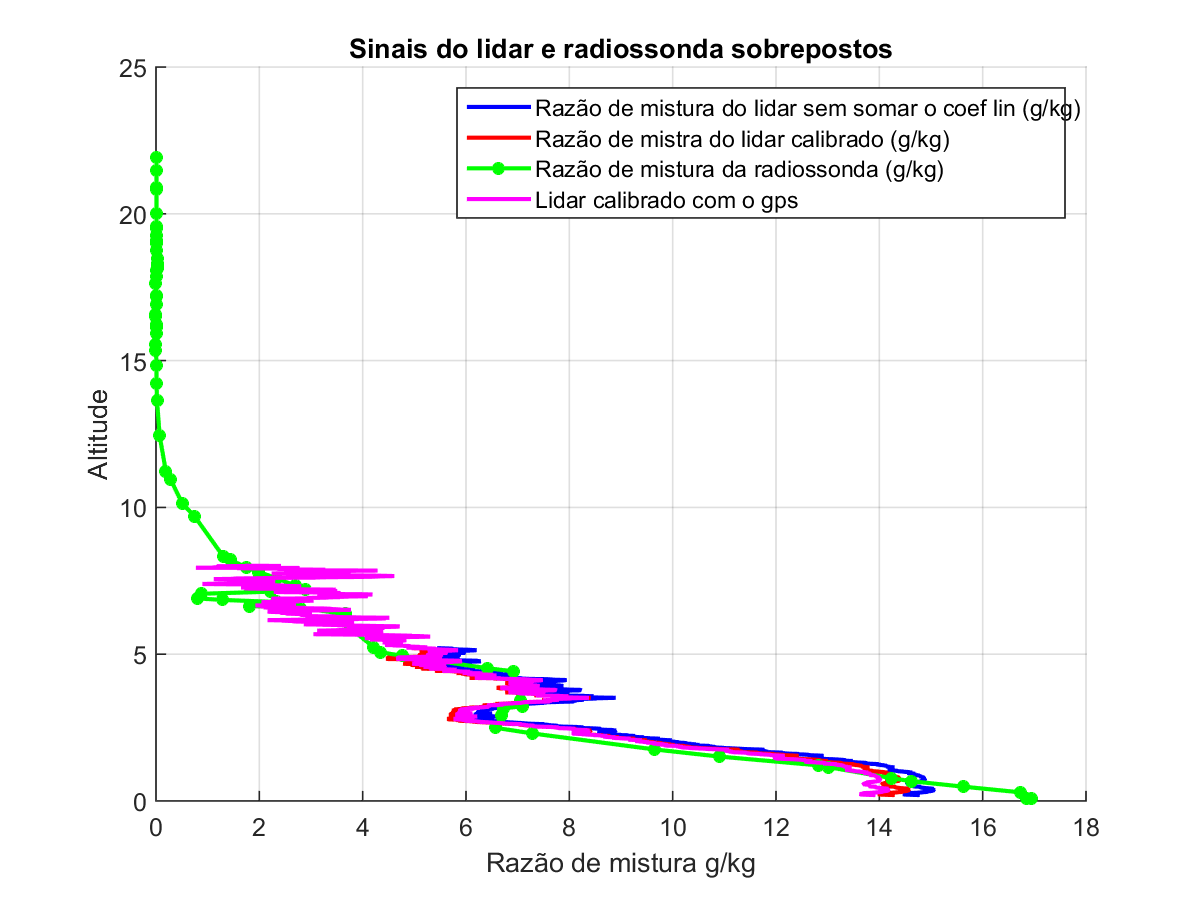 Sinais do lidar e radiossonda sobrepostos
25
Razão de mistura do lidar sem somar o coef lin (g/kg)
Razão de mistra do lidar calibrado (g/kg)
Razão de mistura da radiossonda (g/kg)
Lidar calibrado com o gps
20
15
Altitude
10
5
0
0 2 4 6 8 10 12 14 16 18
Razão de mistura g/kg